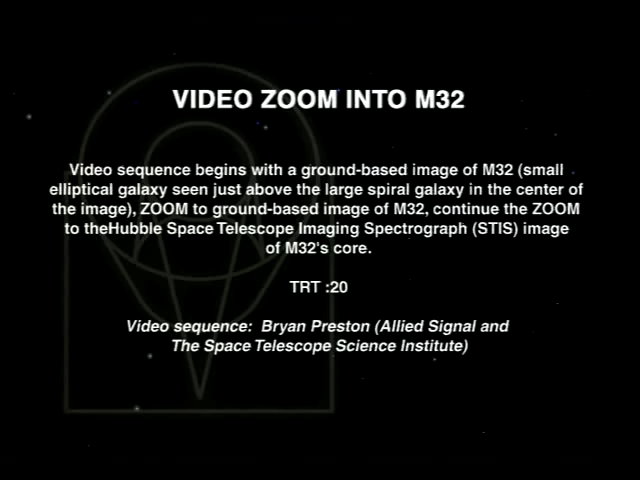 VIDEO ZOOM INTO M32
Video sequence begins with a ground-based image of M32 (small
elliptical galaxy seen just above the large spiral galaxy in the center of
the image), ZOOM to ground-based image of M32, continue the ZOOM
to theHubble Space Telescope Imaging Spectrograph (STIS) image
of M32's core.
TRT :20
Video sequence:  Bryan Preston (Allied Signal and
The Space Telescope Science Institute)